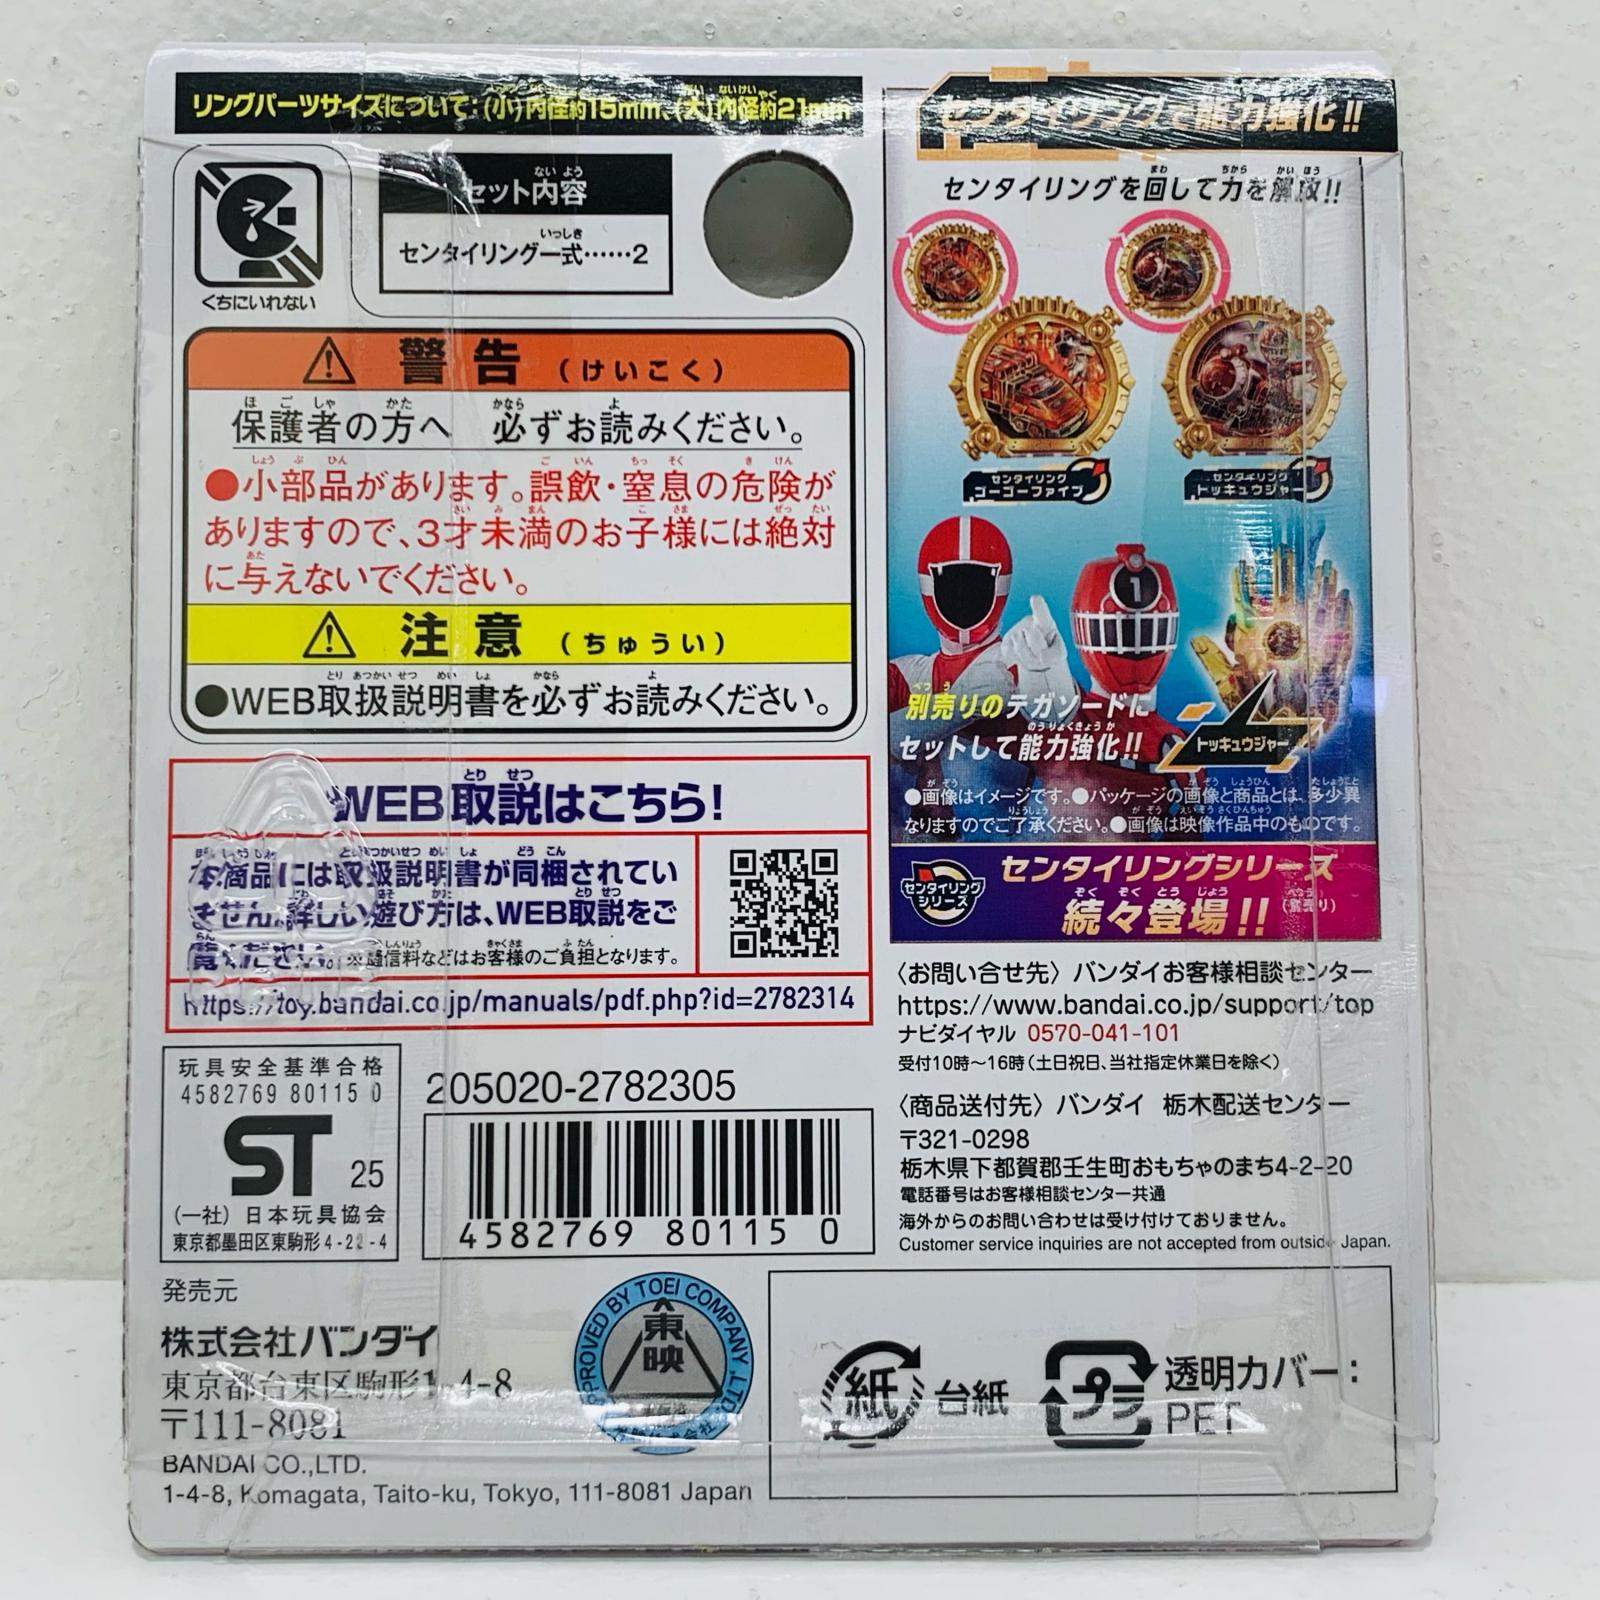 リングパーツサイズについて:(小)内径約15mm、(大)内径約21mm
くちにいれない
セット内容
センタイリング一式……2
警告(けいこく)
保護者の方へ 必ずお読みください。
●小部品があります。誤飲・窒息の危険が
ありますので、3才未満のお子様には絶対
に与えないでください。
注意(ちゅうい)
●WEB取扱説明書を必ずお読みください。
WEB取説はこちら!
本商品には取扱説明書が同梱されてい
ません。詳しい遊び方は、WEB取説をご
覧ください。※通信料などはお客様のご負担となります。
https://toy.bandai.co.jp/manuals/pdf.php?id=2782314
玩具安全基準合格
4582769 80115 0
ST 25
(一社)日本玩具協会
東京都墨田区東駒形4-22-4
205020-2782305
4582769 80115 0
発売元
株式会社バンダイ
東京都台東区駒形1-4-8
〒111-8081
BANDAI CO.,LTD.
1-4-8, Komagata, Taito-ku, Tokyo, 111-8081 Japan
APPROVED BY TOEI COMPANY, LTD.
東映
センタイリングで能力強化!!
センタイリングを回して力を解放!!
センタイリング
ゴーゴーファイブ
センタイリング
トッキュウジャー
1
別売りのテガソードに
セットして能力強化!!
トッキュウジャー
●画像はイメージです。●パッケージの画像と商品とは、多少異
なりますのでご了承ください。●画像は映像作品中のものです。
センタイリング
シリーズ
センタイリングシリーズ
続々登場!!(別売り)
〈お問い合せ先〉バンダイお客様相談センター
https://www.bandai.co.jp/support/top
ナビダイヤル 0570-041-101
受付10時~16時(土日祝日、当社指定休業日を除く)
〈商品送付先〉バンダイ 栃木配送センター
〒321-0298
栃木県下都賀郡壬生町おもちゃのまち4-2-20
電話番号はお客様相談センター共通
海外からのお問い合わせは受け付けておりません。
Customer service inquiries are not accepted from outside Japan.
紙 台紙
プラ 透明カバー:
PET